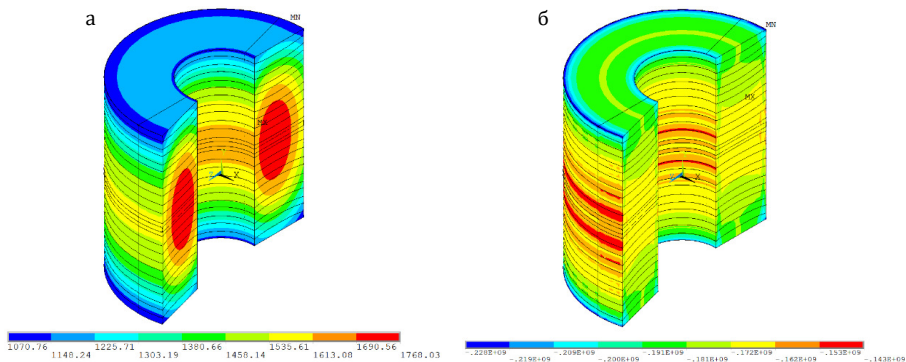 а
MN
MX
X
1070.76 1225.71 1380.66 1535.61 1690.56
1148.24 1303.19 1458.14 1613.08 1768.03
б
MN
MX
X
-.228E+09 -.209E+09 -.191E+09 -.172E+09 -.153E+09
-.219E+09 -.200E+09 -.181E+09 -.162E+09 -.143E+09